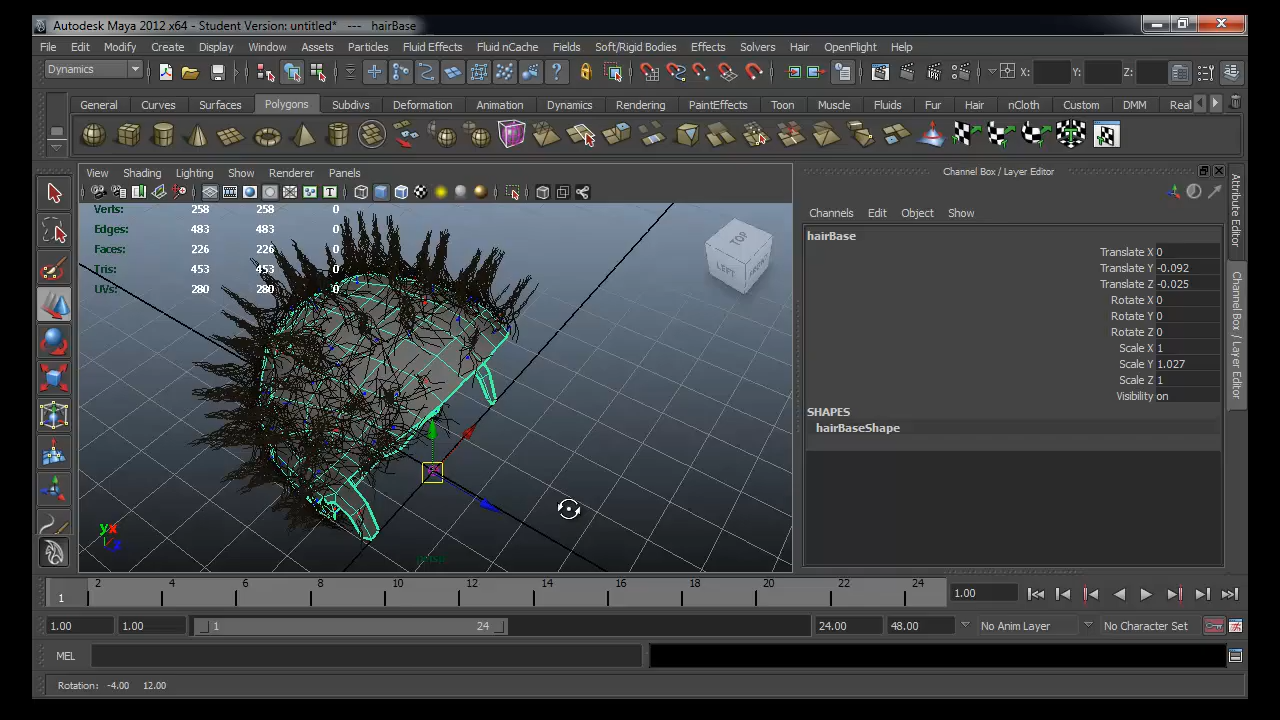 Autodesk Maya 2012 x64 - Student Version: untitled* --- hairBase
File Edit Modify Create Display Window Assets Particles Fluid Effects Fluid nCache Fields Soft/Rigid Bodies Effects Solvers Hair OpenFlight Help
Dynamics X: Y: Z:
General Curves Surfaces Polygons Subdivs Deformation Animation Dynamics Rendering PaintEffects Toon Muscle Fluids Fur Hair nCloth Custom DMM Real
View Shading Lighting Show Renderer Panels
Verts: 258 258 0
Edges: 483 483 0
Faces: 226 226 0
Tris: 453 453 0
UVs: 280 280 0
TOP
LEFT FRONT
persp
Channel Box / Layer Editor
Channels Edit Object Show
hairBase
Translate X 0
Translate Y -0.092
Translate Z -0.025
Rotate X 0
Rotate Y 0
Rotate Z 0
Scale X 1
Scale Y 1.027
Scale Z 1
Visibility on
SHAPES
hairBaseShape
Attribute Editor
Channel Box / Layer Editor
2 4 6 8 10 12 14 16 18 20 22 24
1 1.00
1.00 1.00 1 24 24.00 48.00 No Anim Layer No Character Set
MEL
Rotation: -4.00 12.00